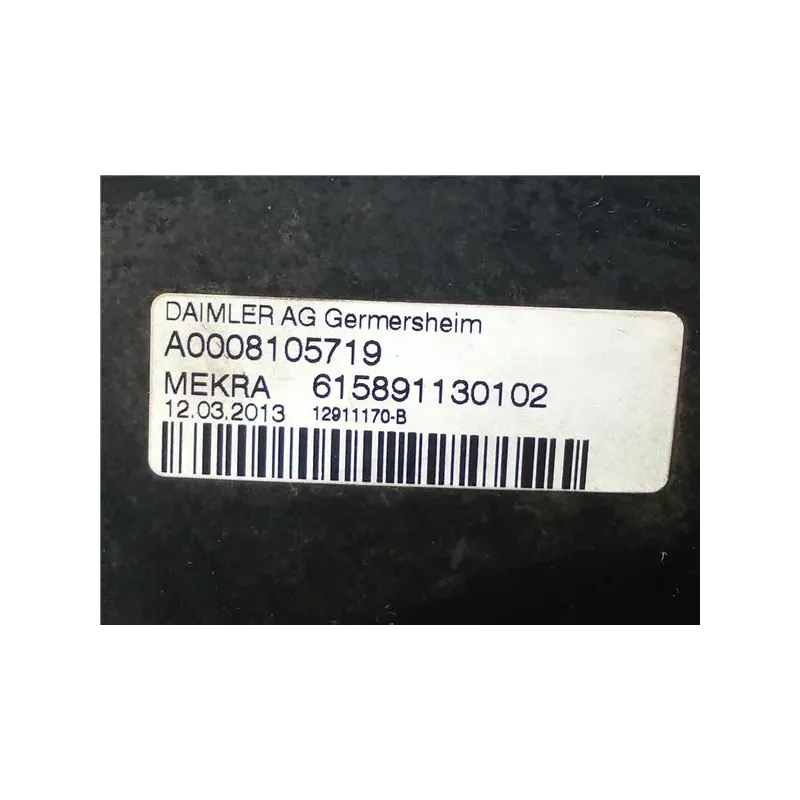 DAIMLER AG Germersheim
A0008105719
MEKRA 615891130102
12.03.2013 12911170-B